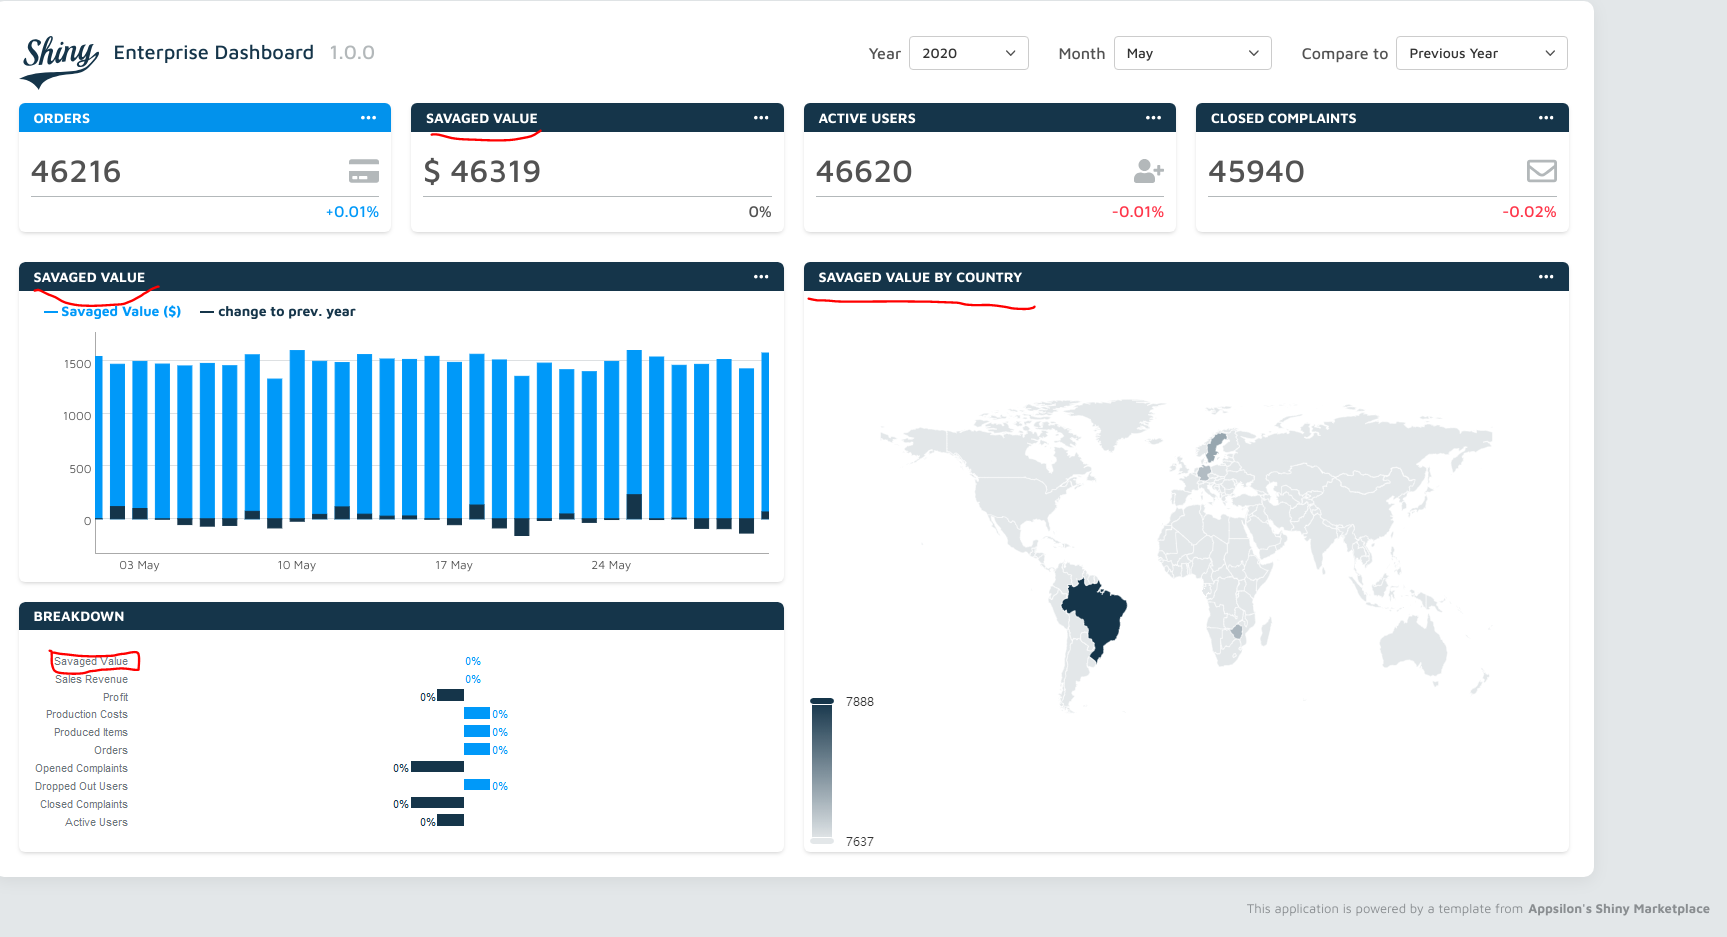 Shiny Enterprise Dashboard 1.0.0 Year 2020 Month May Compare to Previous Year
ORDERS
46216
+0.01%
SAVAGED VALUE
$ 46319
0%
ACTIVE USERS
46620
-0.01%
CLOSED COMPLAINTS
45940
-0.02%
SAVAGED VALUE
Savaged Value ($) change to prev. year
1500
1000
500
0
03 May 10 May 17 May 24 May
BREAKDOWN
Savaged Value 0%
Sales Revenue 0%
Profit 0%
Production Costs 0%
Produced Items 0%
Orders 0%
Opened Complaints 0%
Dropped Out Users 0%
Closed Complaints 0%
Active Users 0%
SAVAGED VALUE BY COUNTRY
7888
7637
This application is powered by a template from Appsilon's Shiny Marketplace